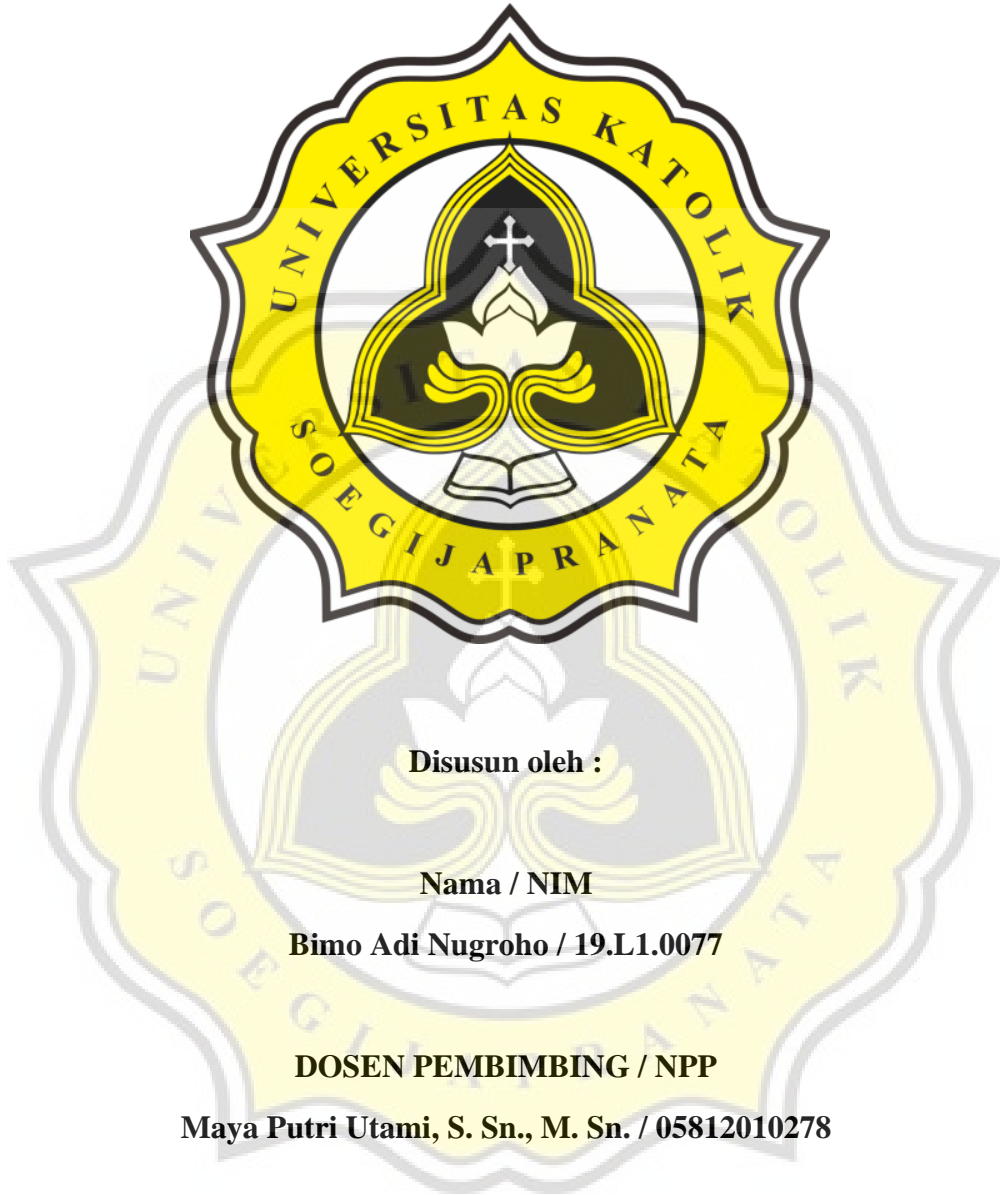 UNIVERSITAS KATOLIK
SOEGIJAPRANATA
Disusun oleh :
Nama / NIM
Bimo Adi Nugroho / 19.L1.0077
DOSEN PEMBIMBING / NPP
Maya Putri Utami, S. Sn., M. Sn. / 05812010278